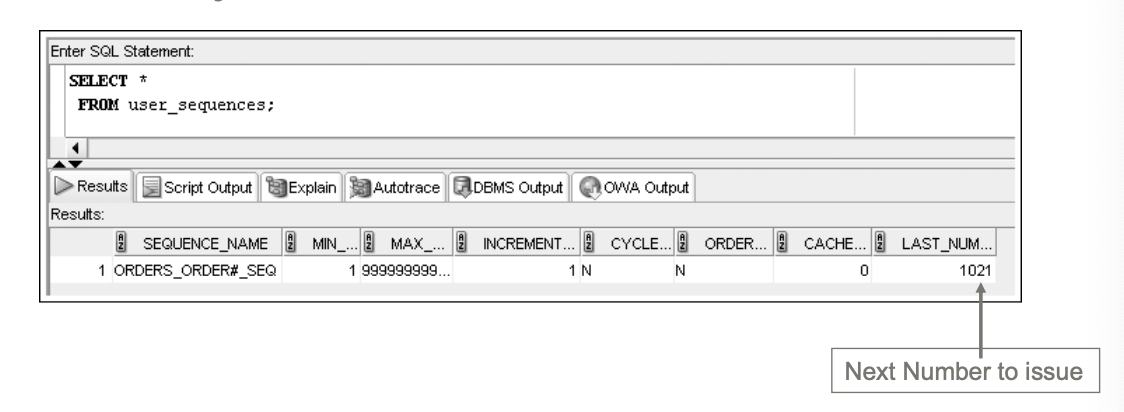 Enter SQL Statement:
SELECT *
FROM user_sequences;
Results Script Output Explain Autotrace DBMS Output OWA Output
Results:
SEQUENCE_NAME MIN_... MAX_... INCREMENT... CYCLE... ORDER... CACHE... LAST_NUM...
1 ORDERS_ORDER#_SEQ 1 999999999... 1 N N 0 1021
Next Number to issue